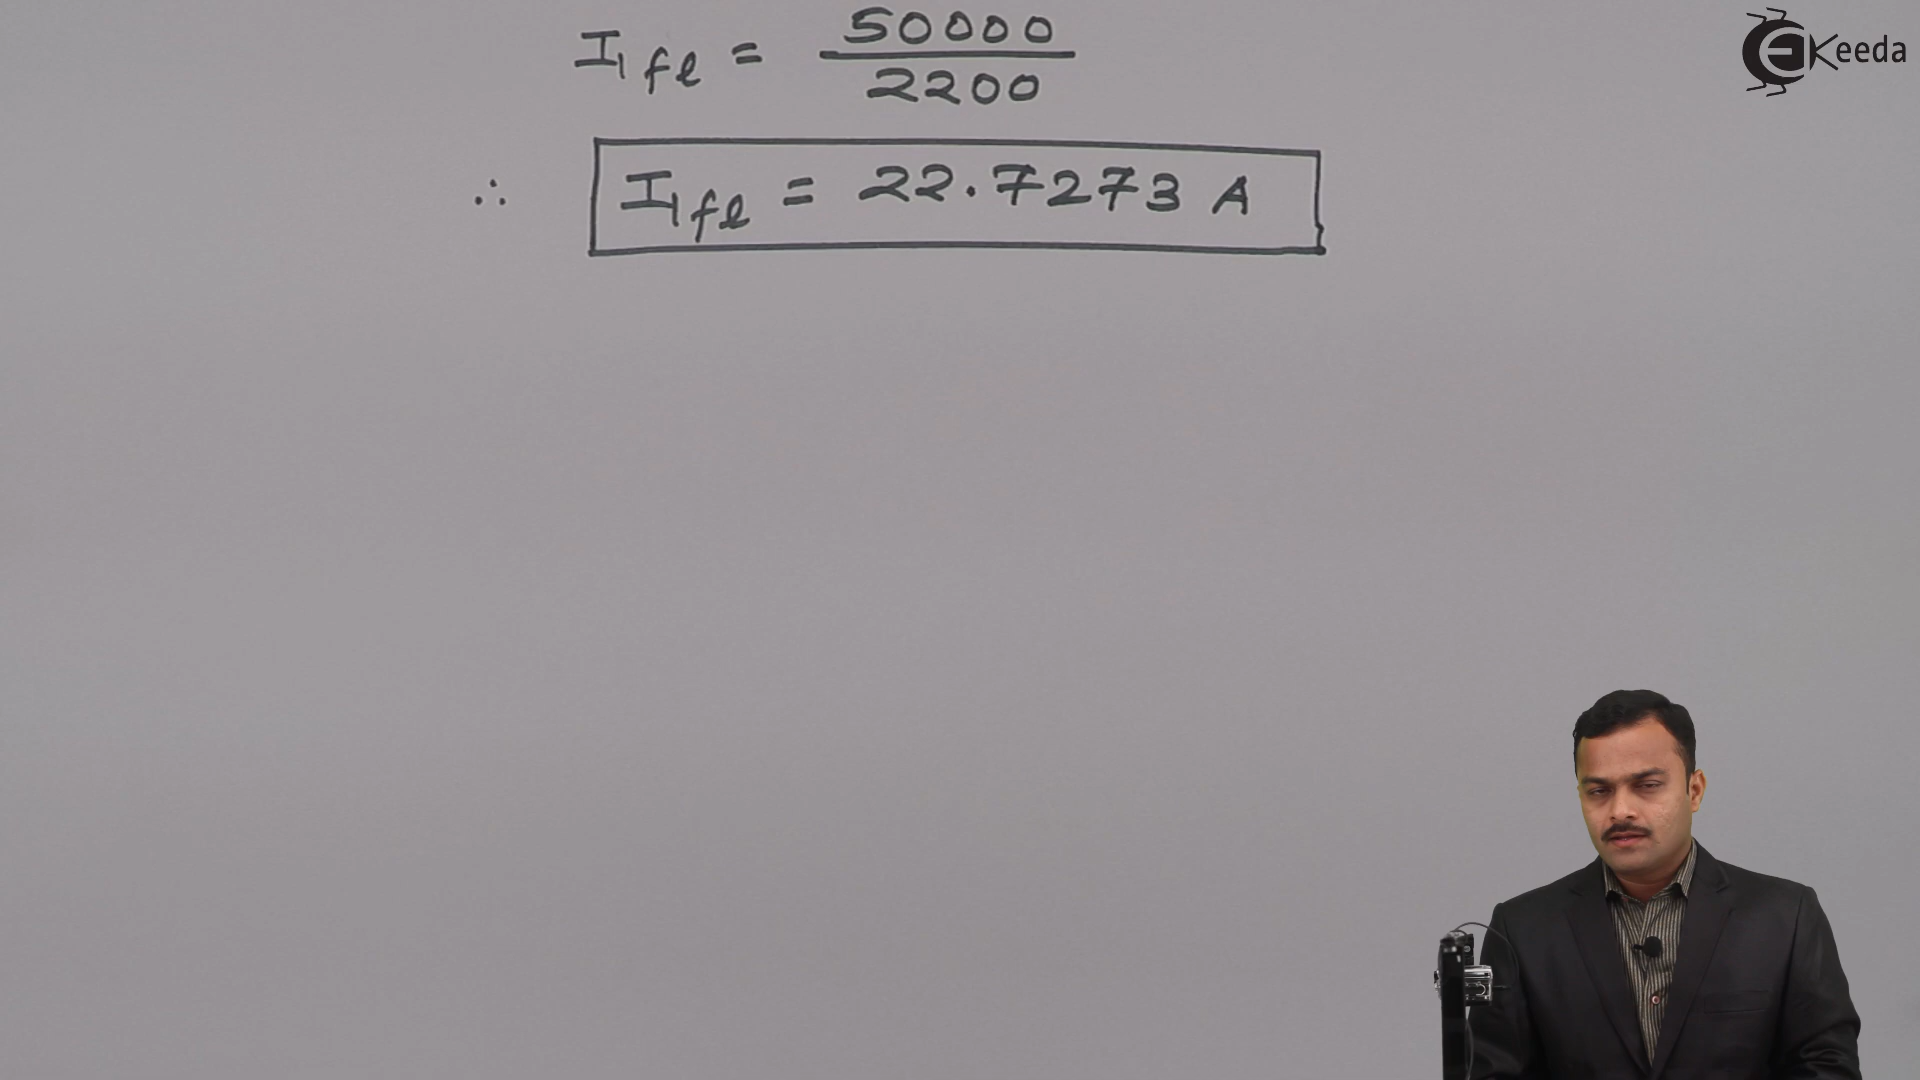 I1fl = 50000 / 2200
EKeeda
∴ I1fl = 22.7273 A